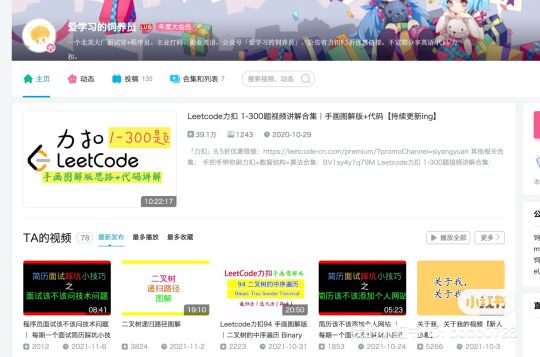 爱学习的饲养员 LV6 年度大会员
一个北美大厂面试官+程序员，主业打码，副业英语。公众号「爱学习的饲养员」，公告有力扣8.5折优惠链接，不定期分享英语/代码/力
扣。
主页 动态 投稿 135 合集和列表 7 搜索视频、动态
力扣 1-300题
LeetCode
手画图解版思路+代码讲解
10:22:17
Leetcode力扣 1-300题视频讲解合集｜手画图解版+代码【持续更新ing】
39.1万 1243 2020-10-29
「力扣」8.5折优惠链接：https://leetcode-cn.com/premium/?promoChannel=siyangyuan 其他相关合
集： 手把手带你刷力扣+数据结构+算法合集：BV1sy4y1q79M Leetcode力扣 1-300题视频讲解合集:
TA的视频 78 最新发布 最多播放 最多收藏 播放全部 更多
简历面试踩坑小技巧
之
面试该不该问技术问题
08:41
程序员面试该不该问技术问题
｜ 每期一个面试简历踩坑小技
2012 2021-11-6
二叉树
递归路径
图解
19:10
二叉树递归路径图解
2122 2021-11-4
LeetCode力扣手画图解版
94 二叉树的中序遍历
Binary Tree Inorder Traversal
20:50
Leetcode力扣94 手画图解版
｜二叉树的中序遍历 Binary
2223 2021-10-31
简历面试踩坑小技巧
之
简历该不该添加个人网站
05:23
简历该不该添加个人网站 ｜
每期一个面试简历踩坑小技
1853 2021-10-26
关于我，
关于我
关于我、关于我的视频【新人
必看】
3264 2021-10-3
小红书